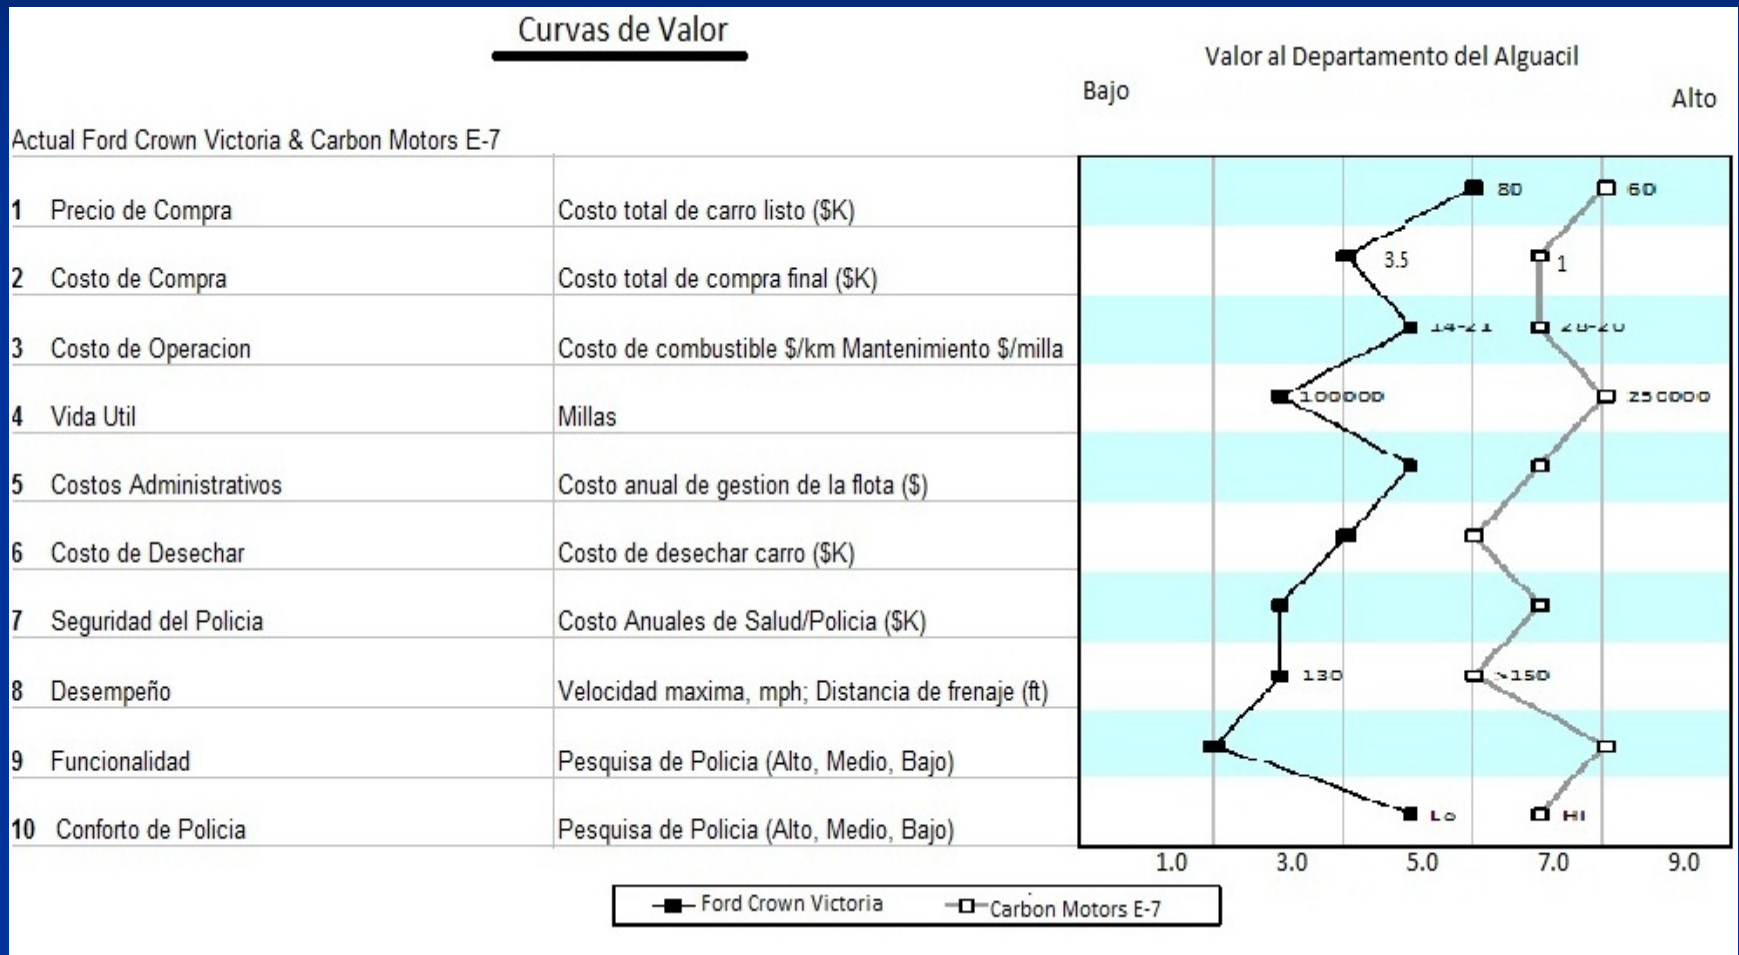 Curvas de Valor
Valor al Departamento del Alguacil
Bajo
Alto
Actual Ford Crown Victoria & Carbon Motors E-7
1 Precio de Compra Costo total de carro listo ($K) 80 60
2 Costo de Compra Costo total de compra final ($K) 3.5 1
3 Costo de Operacion Costo de combustible $/km Mantenimiento $/milla 14-21 28-20
4 Vida Util Millas 100000 250000
5 Costos Administrativos Costo anual de gestion de la flota ($)
6 Costo de Desechar Costo de desechar carro ($K)
7 Seguridad del Policia Costo Anuales de Salud/Policia ($K)
8 Desempeño Velocidad maxima, mph; Distancia de frenaje (ft) 130 >150
9 Funcionalidad Pesquisa de Policia (Alto, Medio, Bajo)
10 Conforto de Policia Pesquisa de Policia (Alto, Medio, Bajo) Lo Hi
1.0 3.0 5.0 7.0 9.0
Ford Crown Victoria Carbon Motors E-7